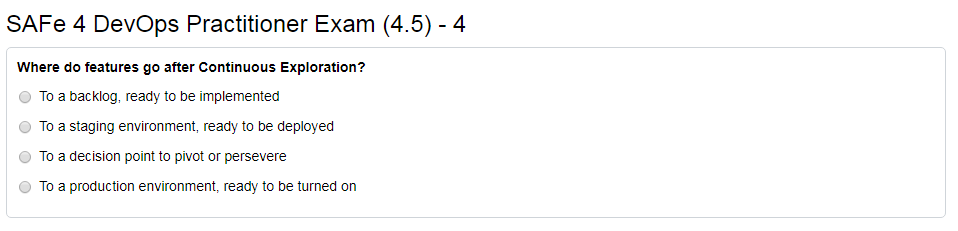 SAFe 4 DevOps Practitioner Exam (4.5) - 4
Where do features go after Continuous Exploration?
To a backlog, ready to be implemented
To a staging environment, ready to be deployed
To a decision point to pivot or persevere
To a production environment, ready to be turned on